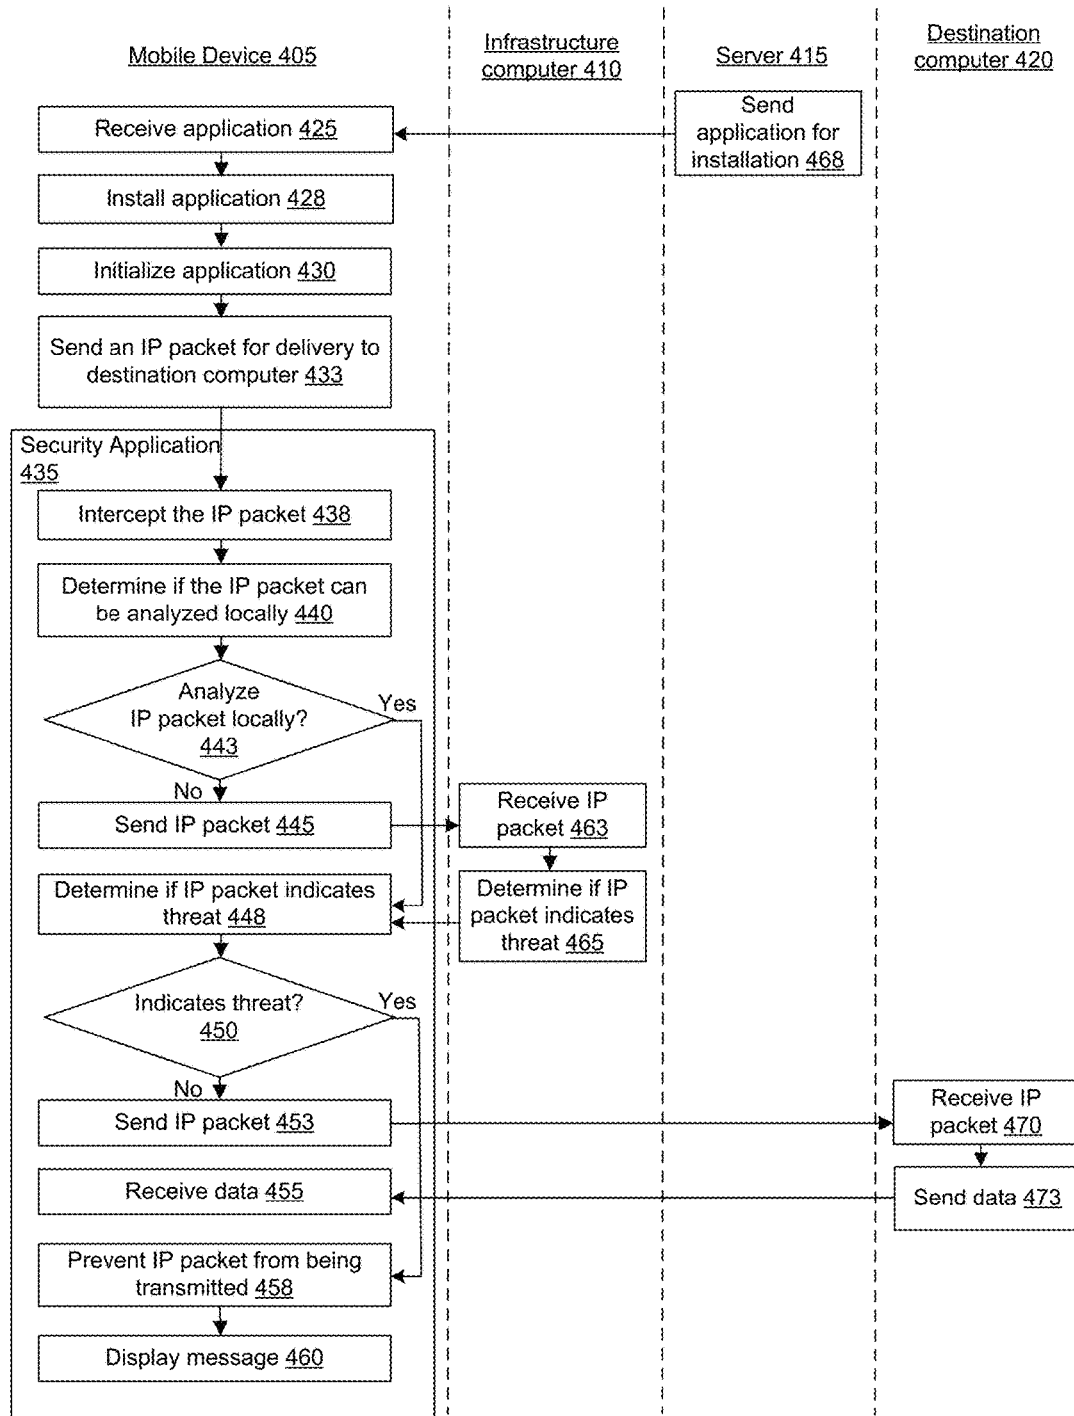 Mobile Device 405
Infrastructure
computer 410
Server 415
Destination
computer 420
Receive application 425
Send
application for
installation 468
Install application 428
Initialize application 430
Send an IP packet for delivery to
destination computer 433
Security Application
435
Intercept the IP packet 438
Determine if the IP packet can
be analyzed locally 440
Analyze
IP packet locally?
443
Yes
No
Send IP packet 445
Receive IP
packet 463
Determine if IP packet indicates
threat 448
Determine if IP
packet indicates
threat 465
Indicates threat?
450
Yes
No
Send IP packet 453
Receive IP
packet 470
Receive data 455
Send data 473
Prevent IP packet from being
transmitted 458
Display message 460